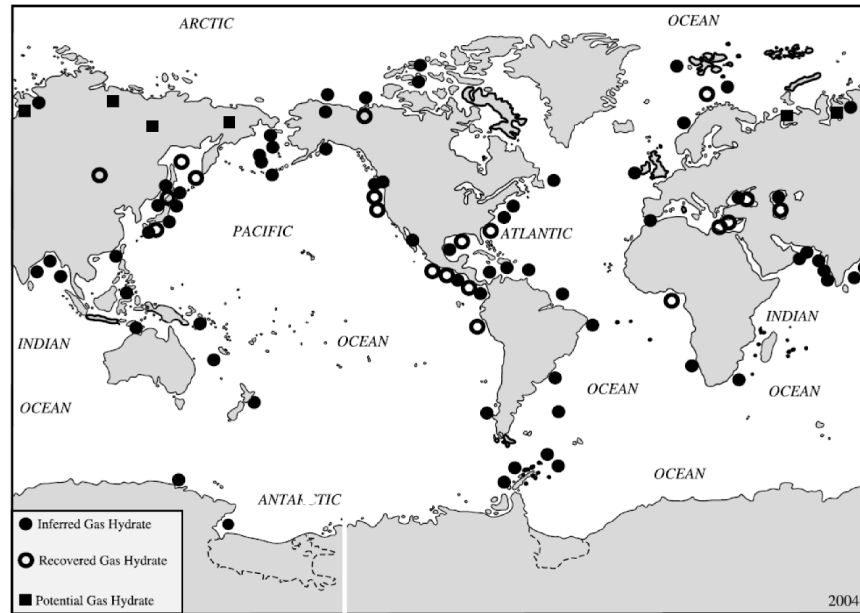 ARCTIC
OCEAN
PACIFIC
ATLANTIC
INDIAN
OCEAN
INDIAN
OCEAN
OCEAN
OCEAN
OCEAN
ANTARCTIC
Inferred Gas Hydrate
Recovered Gas Hydrate
Potential Gas Hydrate
2004